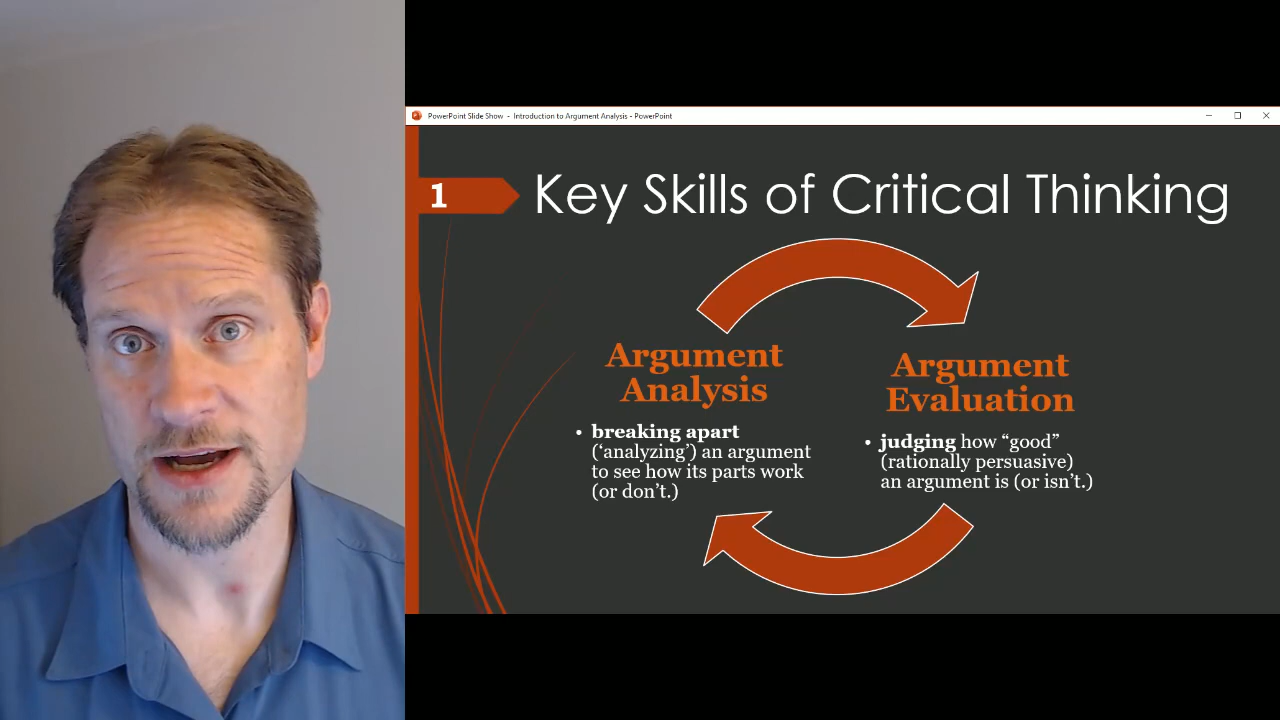 PowerPoint Slide Show - Introduction to Argument Analysis - PowerPoint
1
Key Skills of Critical Thinking
Argument
Analysis
• breaking apart
(‘analyzing’) an argument
to see how its parts work
(or don’t.)
Argument
Evaluation
• judging how “good”
(rationally persuasive)
an argument is (or isn’t.)